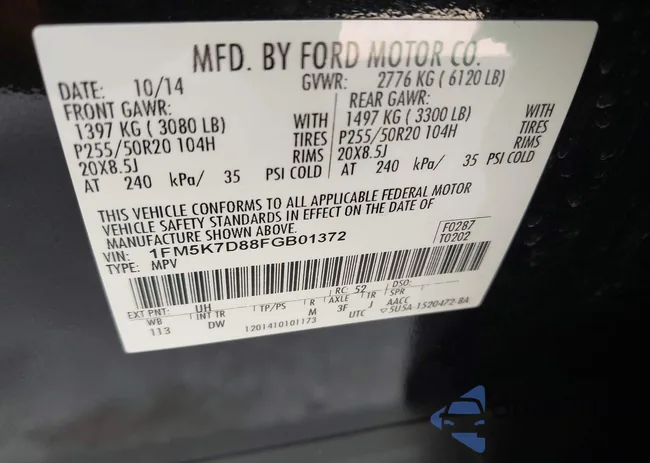 MFD. BY FORD MOTOR CO.
DATE: 10/14 GVWR: 2776 KG ( 6120 LB)
FRONT GAWR: REAR GAWR:
1397 KG ( 3080 LB) WITH 1497 KG ( 3300 LB) WITH
P255/50R20 104H TIRES P255/50R20 104H TIRES
20X8.5J RIMS 20X8.5J RIMS
AT 240 kPa/ 35 PSI COLD AT 240 kPa/ 35 PSI COLD
THIS VEHICLE CONFORMS TO ALL APPLICABLE FEDERAL MOTOR
VEHICLE SAFETY STANDARDS IN EFFECT ON THE DATE OF
MANUFACTURE SHOWN ABOVE.
VIN: 1FM5K7D88FGB01372 F0287
TYPE: MPV T0202
EXT PNT: UH RC: 52 DSO:
WB INT TR TP/PS R AXLE TR SPR
113 DW M 3F J AACC
1201410101173 UTC 5U5A-1520472-BA